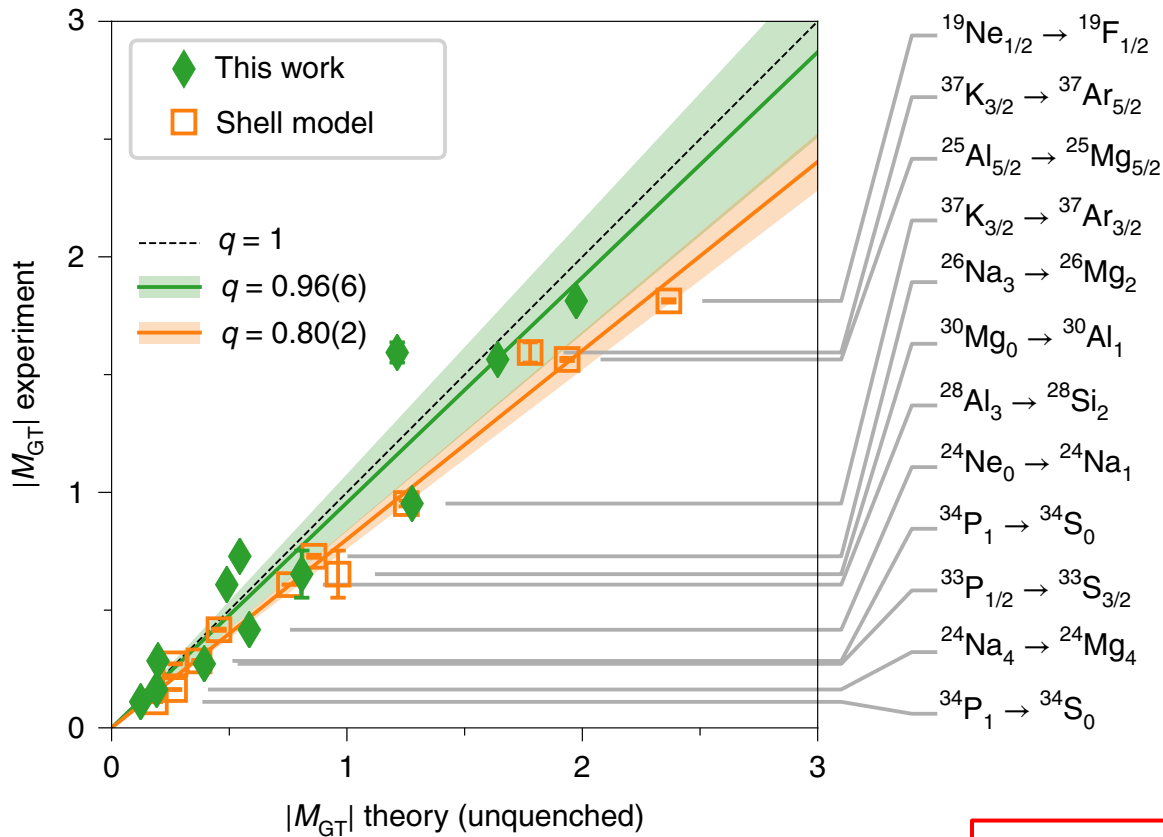 3
2
1
0
0
1
2
3
|M_GT| experiment
|M_GT| theory (unquenched)
This work
Shell model
q = 1
q = 0.96(6)
q = 0.80(2)
¹⁹Ne₁/₂ → ¹⁹F₁/₂
³⁷K₃/₂ → ³⁷Ar₅/₂
²⁵Al₅/₂ → ²⁵Mg₅/₂
³⁷K₃/₂ → ³⁷Ar₃/₂
²⁶Na₃ → ²⁶Mg₂
³⁰Mg₀ → ³⁰Al₁
²⁸Al₃ → ²⁸Si₂
²⁴Ne₀ → ²⁴Na₁
³⁴P₁ → ³⁴S₀
³³P₁/₂ → ³³S₃/₂
²⁴Na₄ → ²⁴Mg₄
³⁴P₁ → ³⁴S₀